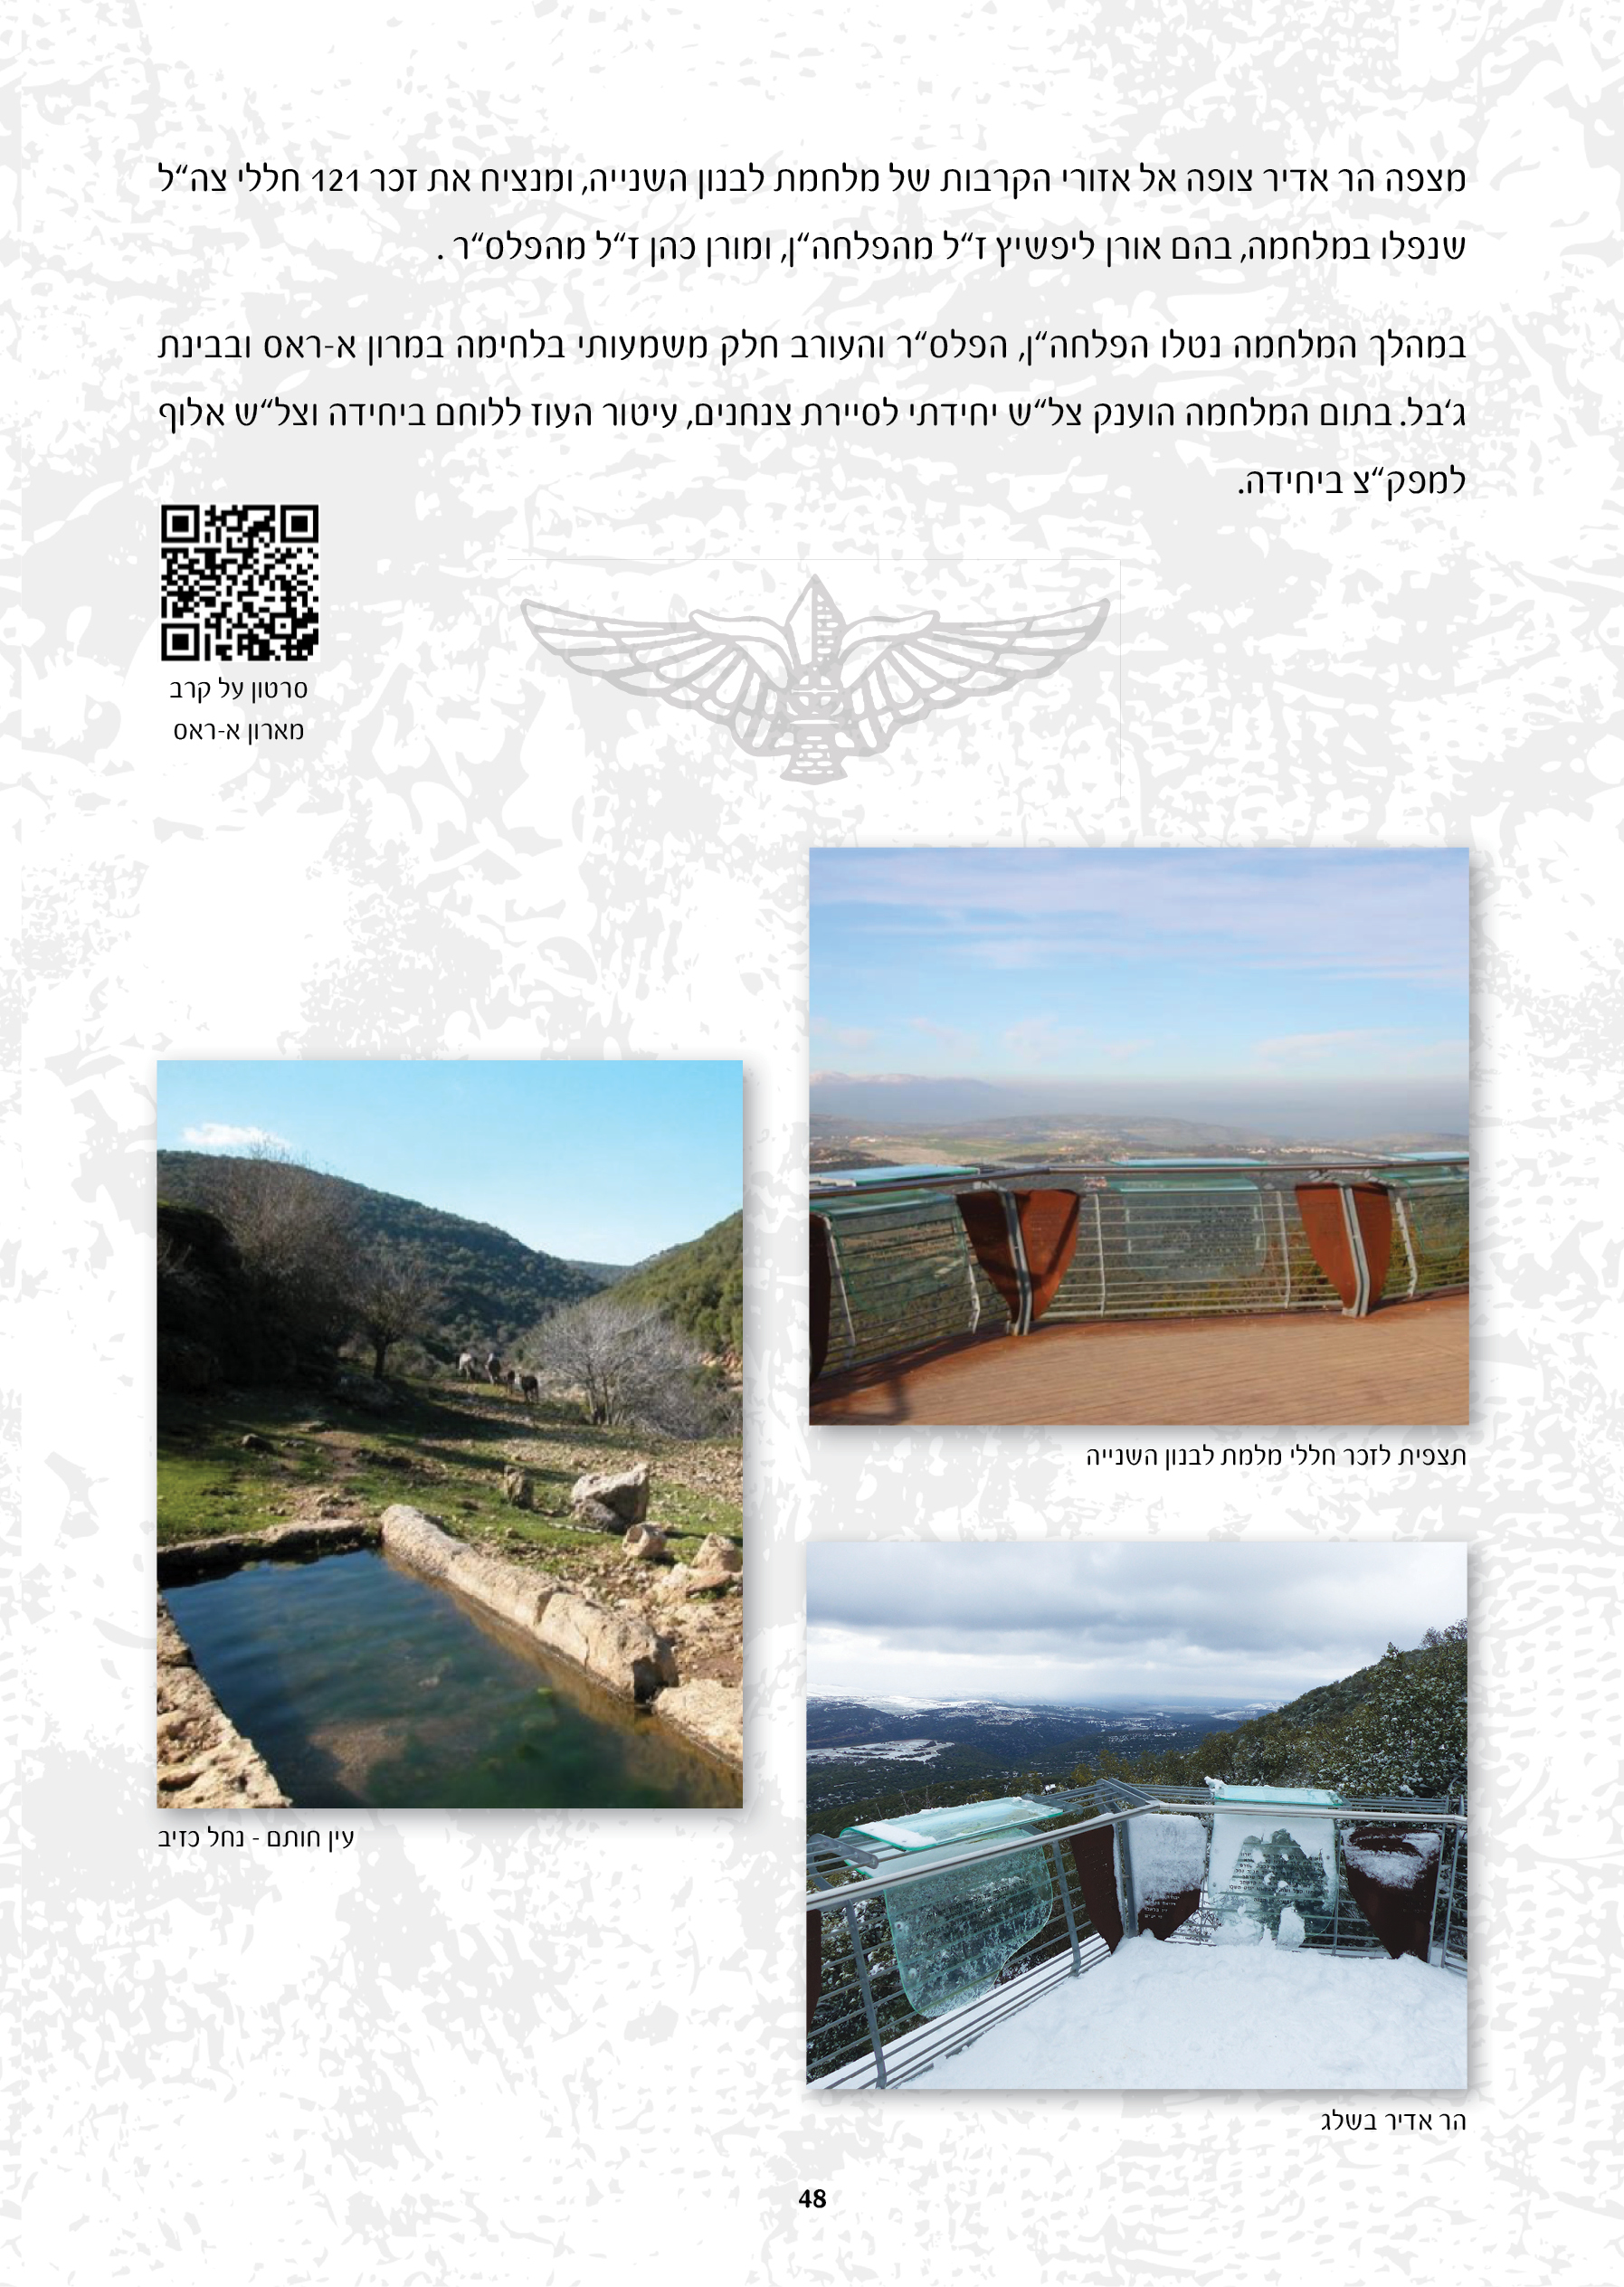 מצפה הר אדיר צופה אל אזורי הקרבות של מלחמת לבנון השנייה, ומנציח את זכר 121 חללי צה“ל
שנפלו במלחמה, בהם אורן ליפשיץ ז“ל מהפלחה“ן, ומורן כהן ז“ל מהפלס“ר .
במהלך המלחמה נטלו הפלחה“ן, הפלס“ר והעורב חלק משמעותי בלחימה במרון א-ראס ובבינת
ג‘בל. בתום המלחמה הוענק צל“ש יחידתי לסיירת צנחנים, עיטור העוז ללוחם ביחידה וצל“ש אלוף
למפק“צ ביחידה.
סרטון על קרב
מארון א-ראס
תצפית לזכר חללי מלמת לבנון השנייה
עין חותם - נחל כזיב
הר אדיר בשלג
48